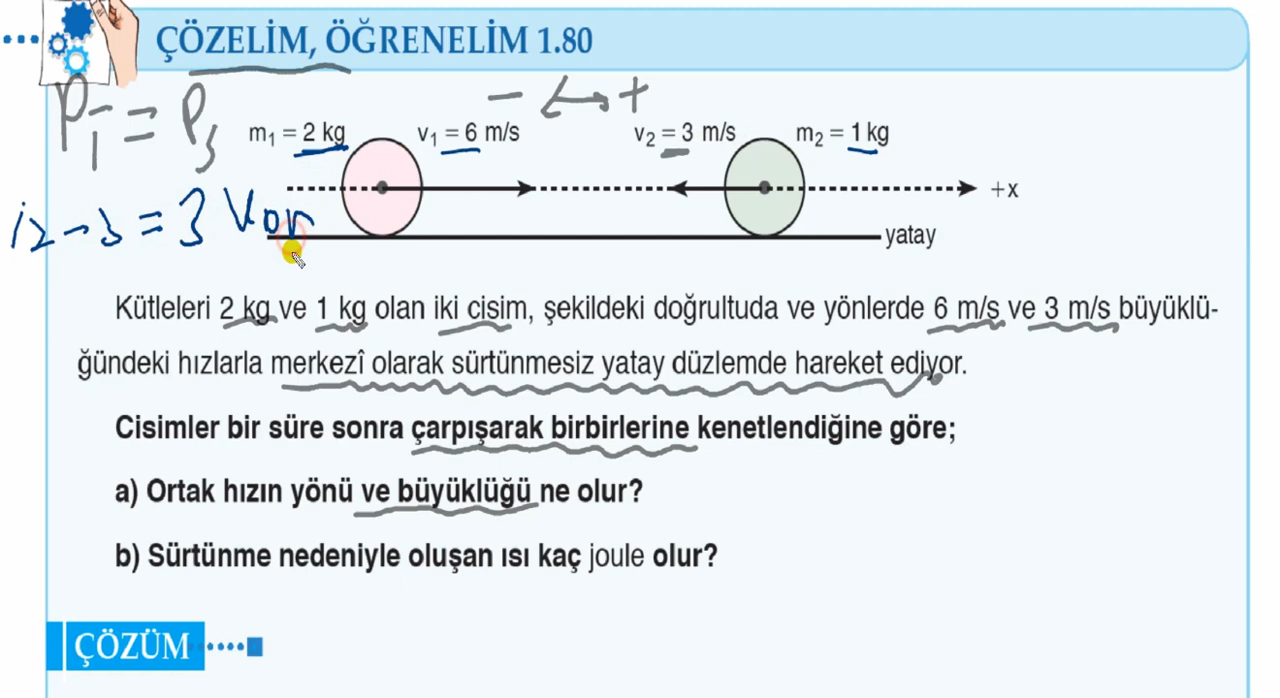 ÇÖZELİM, ÖĞRENELİM 1.80
- +
Pi = Ps
m₁ = 2 kg v₁ = 6 m/s v₂ = 3 m/s m₂ = 1 kg
+x
12 - 3 = 3 Vor
yatay
Kütleleri 2 kg ve 1 kg olan iki cisim, şekildeki doğrultuda ve yönlerde 6 m/s ve 3 m/s büyüklü-
ğündeki hızlarla merkezî olarak sürtünmesiz yatay düzlemde hareket ediyor.
Cisimler bir süre sonra çarpışarak birbirlerine kenetlendiğine göre;
a) Ortak hızın yönü ve büyüklüğü ne olur?
b) Sürtünme nedeniyle oluşan ısı kaç joule olur?
ÇÖZÜM